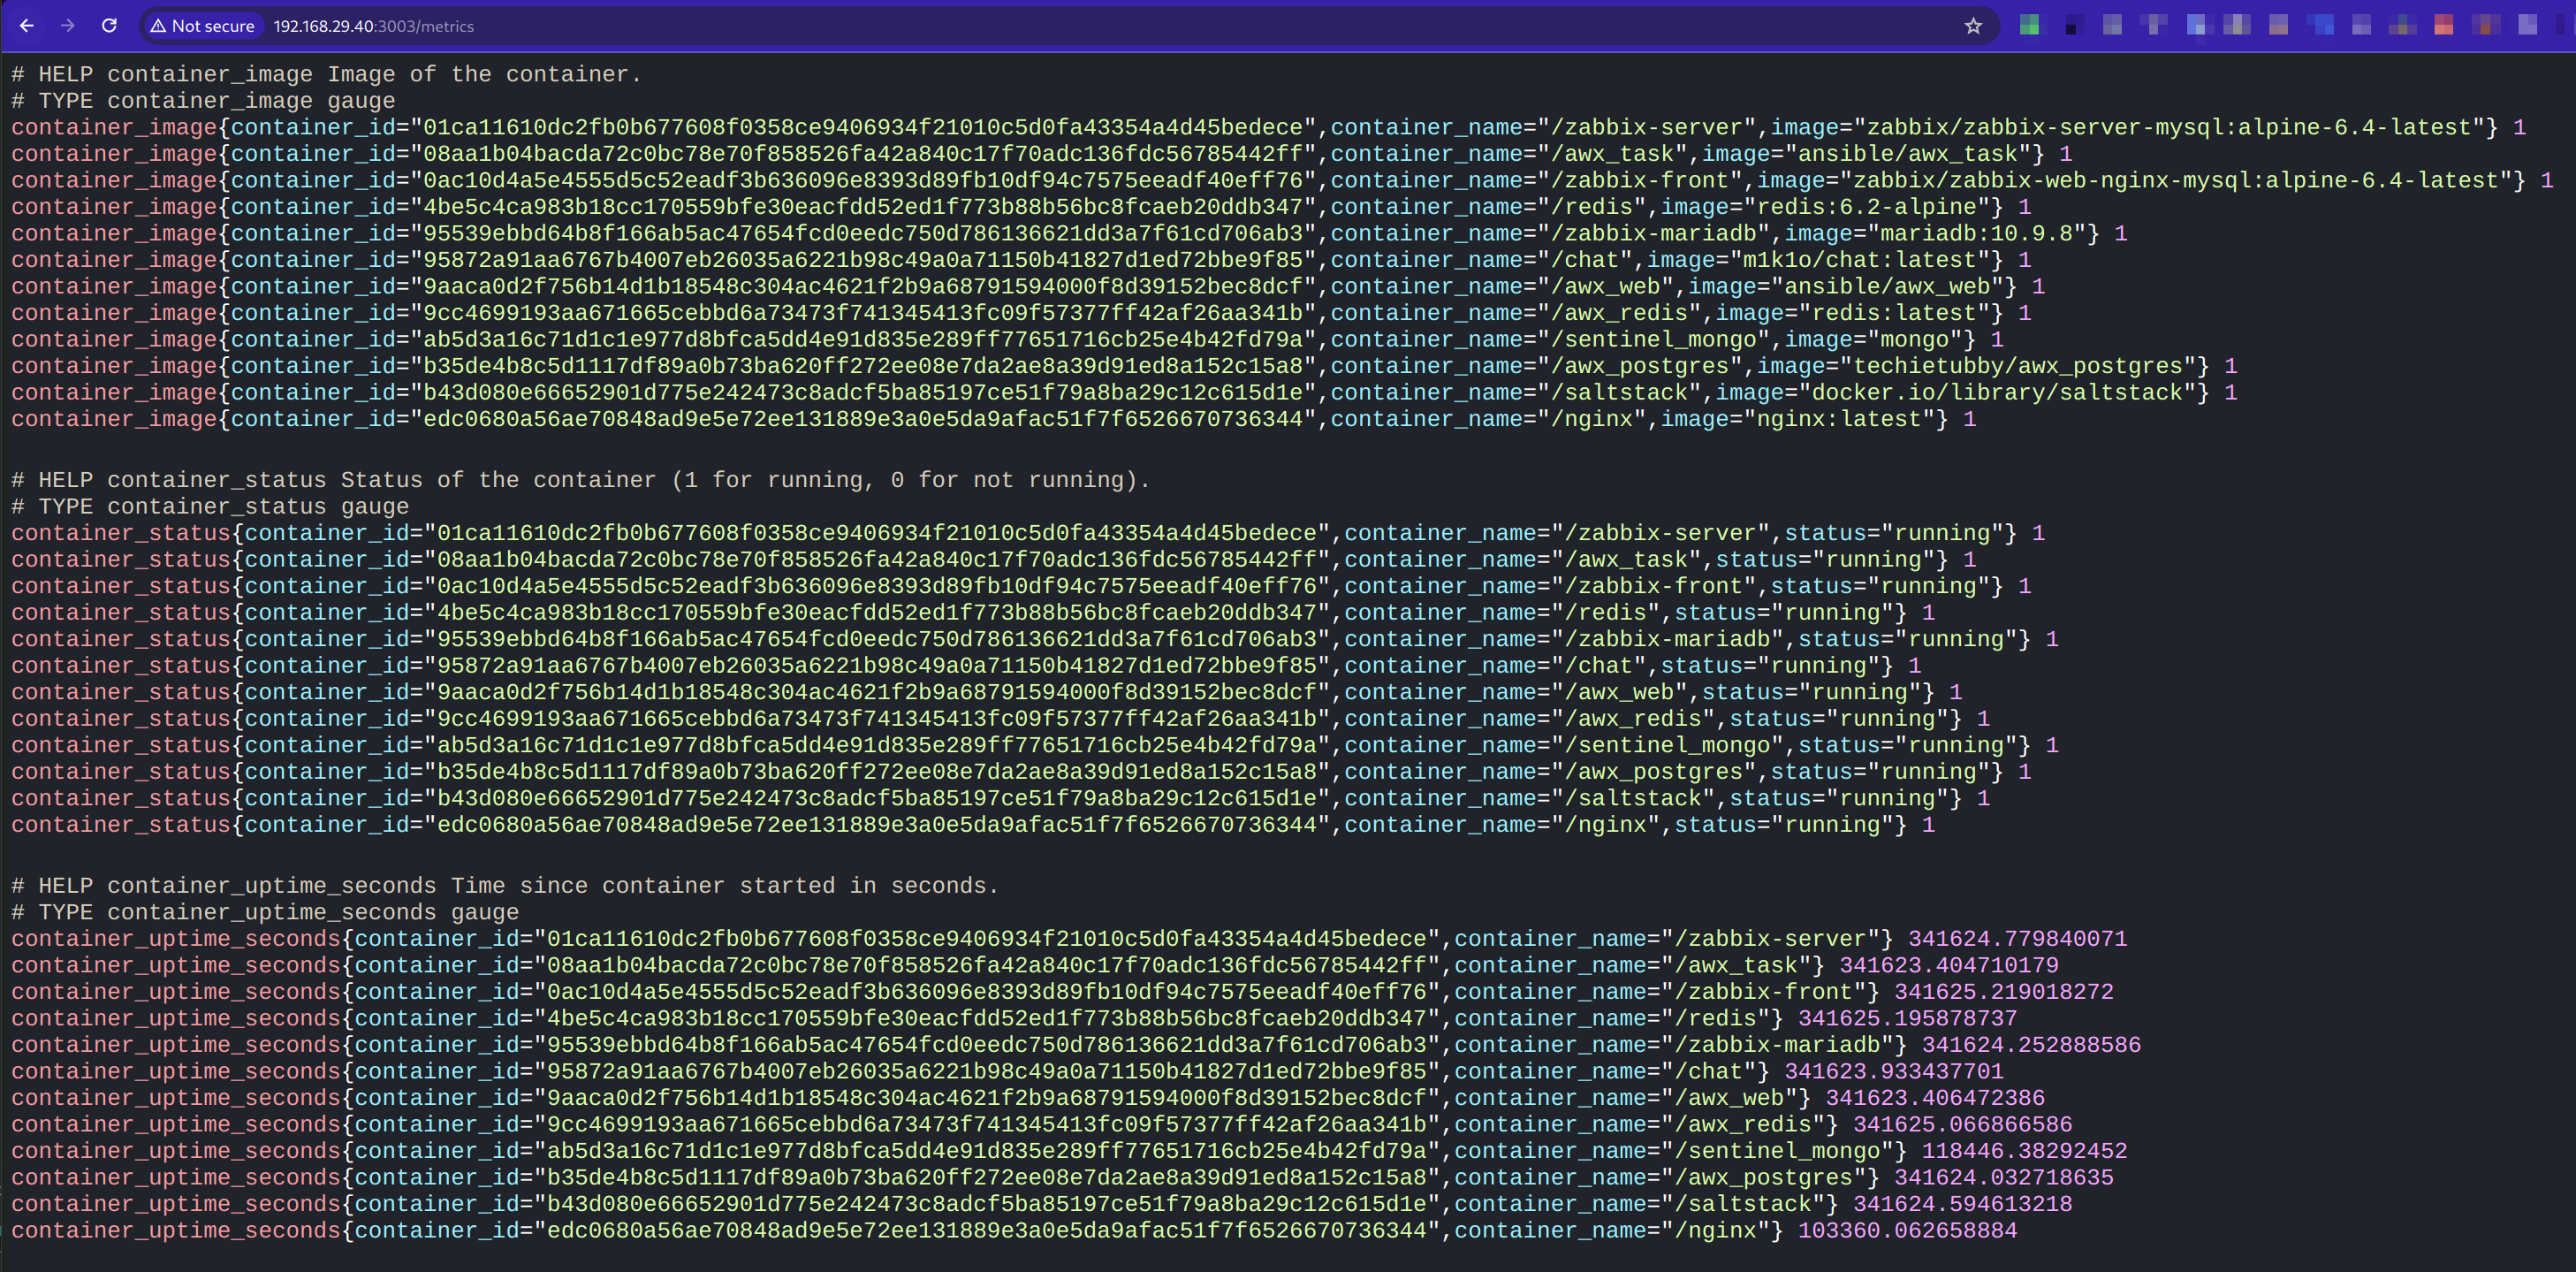 Not secure 192.168.29.40:3003/metrics
# HELP container_image Image of the container.
# TYPE container_image gauge
container_image{container_id="01ca11610dc2fb0b677608f0358ce9406934f21010c5d0fa43354a4d45bedece",container_name="/zabbix-server",image="zabbix/zabbix-server-mysql:alpine-6.4-latest"} 1
container_image{container_id="08aa1b04bacda72c0bc78e70f858526fa42a840c17f70adc136fdc56785442ff",container_name="/awx_task",image="ansible/awx_task"} 1
container_image{container_id="0ac10d4a5e4555d5c52eadf3b636096e8393d89fb10df94c7575eeadf40eff76",container_name="/zabbix-front",image="zabbix/zabbix-web-nginx-mysql:alpine-6.4-latest"} 1
container_image{container_id="4be5c4ca983b18cc170559bfe30eacfdd52ed1f773b88b56bc8fcaeb20ddb347",container_name="/redis",image="redis:6.2-alpine"} 1
container_image{container_id="95539ebbd64b8f166ab5ac47654fcd0eedc750d786136621dd3a7f61cd706ab3",container_name="/zabbix-mariadb",image="mariadb:10.9.8"} 1
container_image{container_id="95872a91aa6767b4007eb26035a6221b98c49a0a71150b41827d1ed72bbe9f85",container_name="/chat",image="m1k1o/chat:latest"} 1
container_image{container_id="9aaca0d2f756b14d1b18548c304ac4621f2b9a68791594000f8d39152bec8dcf",container_name="/awx_web",image="ansible/awx_web"} 1
container_image{container_id="9cc4699193aa671665cebbd6a73473f741345413fc09f57377ff42af26aa341b",container_name="/awx_redis",image="redis:latest"} 1
container_image{container_id="ab5d3a16c71d1c1e977d8bfca5dd4e91d835e289ff77651716cb25e4b42fd79a",container_name="/sentinel_mongo",image="mongo"} 1
container_image{container_id="b35de4b8c5d1117df89a0b73ba620ff272ee08e7da2ae8a39d91ed8a152c15a8",container_name="/awx_postgres",image="techietubby/awx_postgres"} 1
container_image{container_id="b43d080e66652901d775e242473c8adcf5ba85197ce51f79a8ba29c12c615d1e",container_name="/saltstack",image="docker.io/library/saltstack"} 1
container_image{container_id="edc0680a56ae70848ad9e5e72ee131889e3a0e5da9afac51f7f6526670736344",container_name="/nginx",image="nginx:latest"} 1
# HELP container_status Status of the container (1 for running, 0 for not running).
# TYPE container_status gauge
container_status{container_id="01ca11610dc2fb0b677608f0358ce9406934f21010c5d0fa43354a4d45bedece",container_name="/zabbix-server",status="running"} 1
container_status{container_id="08aa1b04bacda72c0bc78e70f858526fa42a840c17f70adc136fdc56785442ff",container_name="/awx_task",status="running"} 1
container_status{container_id="0ac10d4a5e4555d5c52eadf3b636096e8393d89fb10df94c7575eeadf40eff76",container_name="/zabbix-front",status="running"} 1
container_status{container_id="4be5c4ca983b18cc170559bfe30eacfdd52ed1f773b88b56bc8fcaeb20ddb347",container_name="/redis",status="running"} 1
container_status{container_id="95539ebbd64b8f166ab5ac47654fcd0eedc750d786136621dd3a7f61cd706ab3",container_name="/zabbix-mariadb",status="running"} 1
container_status{container_id="95872a91aa6767b4007eb26035a6221b98c49a0a71150b41827d1ed72bbe9f85",container_name="/chat",status="running"} 1
container_status{container_id="9aaca0d2f756b14d1b18548c304ac4621f2b9a68791594000f8d39152bec8dcf",container_name="/awx_web",status="running"} 1
container_status{container_id="9cc4699193aa671665cebbd6a73473f741345413fc09f57377ff42af26aa341b",container_name="/awx_redis",status="running"} 1
container_status{container_id="ab5d3a16c71d1c1e977d8bfca5dd4e91d835e289ff77651716cb25e4b42fd79a",container_name="/sentinel_mongo",status="running"} 1
container_status{container_id="b35de4b8c5d1117df89a0b73ba620ff272ee08e7da2ae8a39d91ed8a152c15a8",container_name="/awx_postgres",status="running"} 1
container_status{container_id="b43d080e66652901d775e242473c8adcf5ba85197ce51f79a8ba29c12c615d1e",container_name="/saltstack",status="running"} 1
container_status{container_id="edc0680a56ae70848ad9e5e72ee131889e3a0e5da9afac51f7f6526670736344",container_name="/nginx",status="running"} 1
# HELP container_uptime_seconds Time since container started in seconds.
# TYPE container_uptime_seconds gauge
container_uptime_seconds{container_id="01ca11610dc2fb0b677608f0358ce9406934f21010c5d0fa43354a4d45bedece",container_name="/zabbix-server"} 341624.779840071
container_uptime_seconds{container_id="08aa1b04bacda72c0bc78e70f858526fa42a840c17f70adc136fdc56785442ff",container_name="/awx_task"} 341623.404710179
container_uptime_seconds{container_id="0ac10d4a5e4555d5c52eadf3b636096e8393d89fb10df94c7575eeadf40eff76",container_name="/zabbix-front"} 341625.219018272
container_uptime_seconds{container_id="4be5c4ca983b18cc170559bfe30eacfdd52ed1f773b88b56bc8fcaeb20ddb347",container_name="/redis"} 341625.195878737
container_uptime_seconds{container_id="95539ebbd64b8f166ab5ac47654fcd0eedc750d786136621dd3a7f61cd706ab3",container_name="/zabbix-mariadb"} 341624.252888586
container_uptime_seconds{container_id="95872a91aa6767b4007eb26035a6221b98c49a0a71150b41827d1ed72bbe9f85",container_name="/chat"} 341623.933437701
container_uptime_seconds{container_id="9aaca0d2f756b14d1b18548c304ac4621f2b9a68791594000f8d39152bec8dcf",container_name="/awx_web"} 341623.406472386
container_uptime_seconds{container_id="9cc4699193aa671665cebbd6a73473f741345413fc09f57377ff42af26aa341b",container_name="/awx_redis"} 341625.066866586
container_uptime_seconds{container_id="ab5d3a16c71d1c1e977d8bfca5dd4e91d835e289ff77651716cb25e4b42fd79a",container_name="/sentinel_mongo"} 118446.38292452
container_uptime_seconds{container_id="b35de4b8c5d1117df89a0b73ba620ff272ee08e7da2ae8a39d91ed8a152c15a8",container_name="/awx_postgres"} 341624.032718635
container_uptime_seconds{container_id="b43d080e66652901d775e242473c8adcf5ba85197ce51f79a8ba29c12c615d1e",container_name="/saltstack"} 341624.594613218
container_uptime_seconds{container_id="edc0680a56ae70848ad9e5e72ee131889e3a0e5da9afac51f7f6526670736344",container_name="/nginx"} 103360.062658884